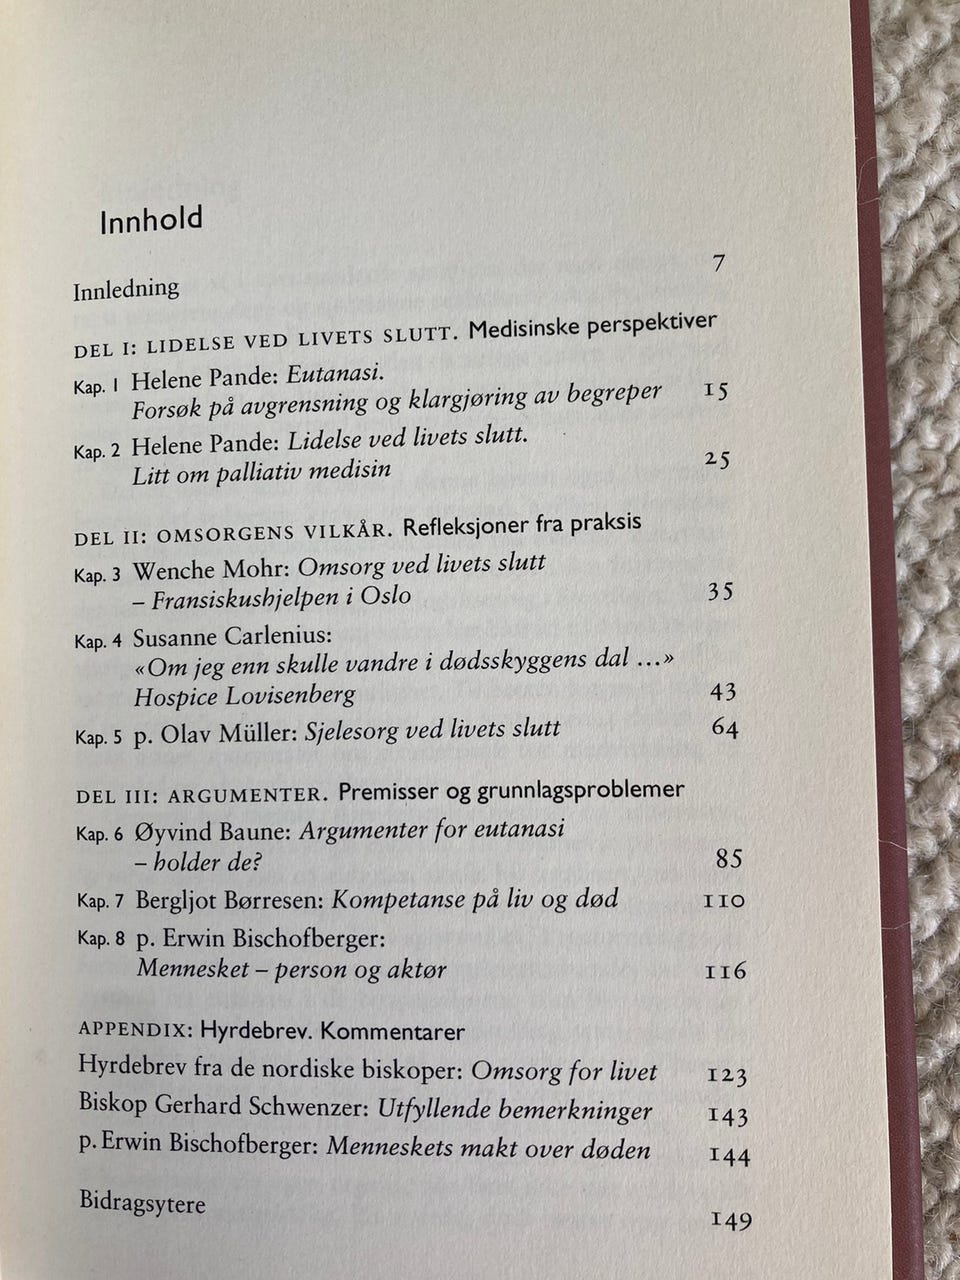 Innhold
Innledning 7
DEL I: LIDELSE VED LIVETS SLUTT. Medisinske perspektiver
Kap. 1 Helene Pande: Eutanasi.
Forsøk på avgrensning og klargjøring av begreper 15
Kap. 2 Helene Pande: Lidelse ved livets slutt.
Litt om palliativ medisin 25
DEL II: OMSORGENS VILKÅR. Refleksjoner fra praksis
Kap. 3 Wenche Mohr: Omsorg ved livets slutt
– Fransiskushjelpen i Oslo 35
Kap. 4 Susanne Carlenius:
«Om jeg enn skulle vandre i dødsskyggens dal …»
Hospice Lovisenberg 43
Kap. 5 p. Olav Müller: Sjelesorg ved livets slutt 64
DEL III: ARGUMENTER. Premisser og grunnlagsproblemer
Kap. 6 Øyvind Baune: Argumenter for eutanasi
– holder de? 85
Kap. 7 Bergljot Børresen: Kompetanse på liv og død 110
Kap. 8 p. Erwin Bischofberger:
Mennesket – person og aktør 116
APPENDIX: Hyrdebrev. Kommentarer
Hyrdebrev fra de nordiske biskoper: Omsorg for livet 123
Biskop Gerhard Schwenzer: Utfyllende bemerkninger 143
p. Erwin Bischofberger: Menneskets makt over døden 144
Bidragsytere 149